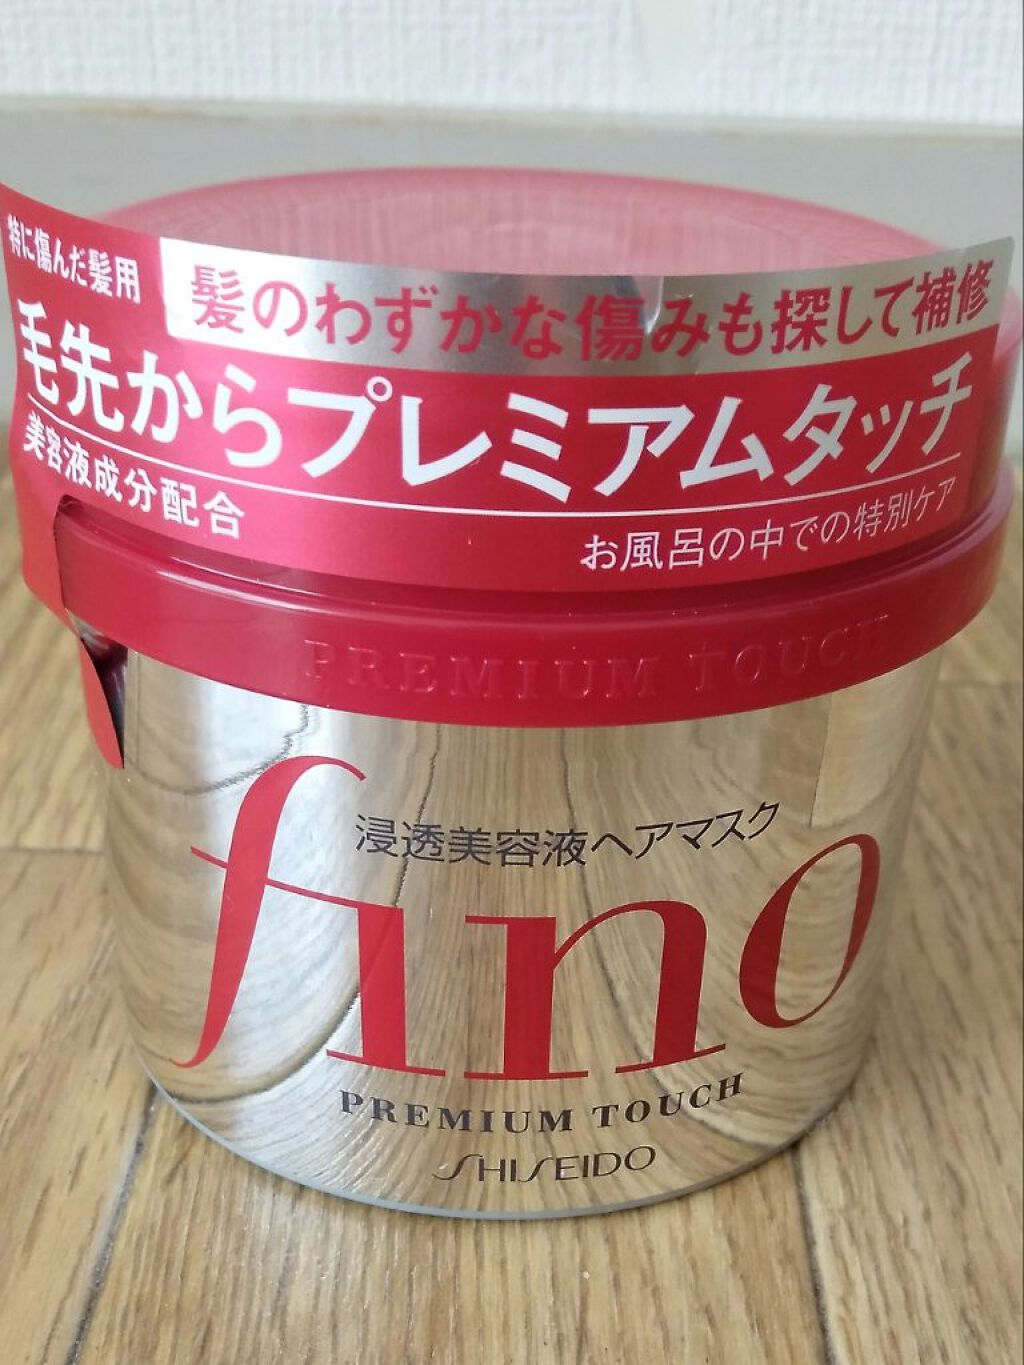 特に傷んだ髪用
髪のわずかな傷みも探して補修
毛先からプレミアムタッチ
美容液成分配合
お風呂の中での特別ケア
PREMIUM TOUCH
浸透美容液ヘアマスク
fino
PREMIUM TOUCH
SHISEIDO